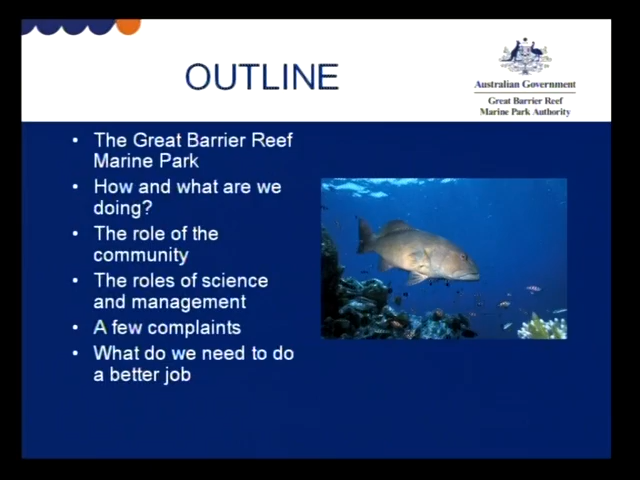 OUTLINE
Australian Government
Great Barrier Reef
Marine Park Authority
• The Great Barrier Reef
Marine Park
• How and what are we
doing?
• The role of the
community
• The roles of science
and management
• A few complaints
• What do we need to do
a better job